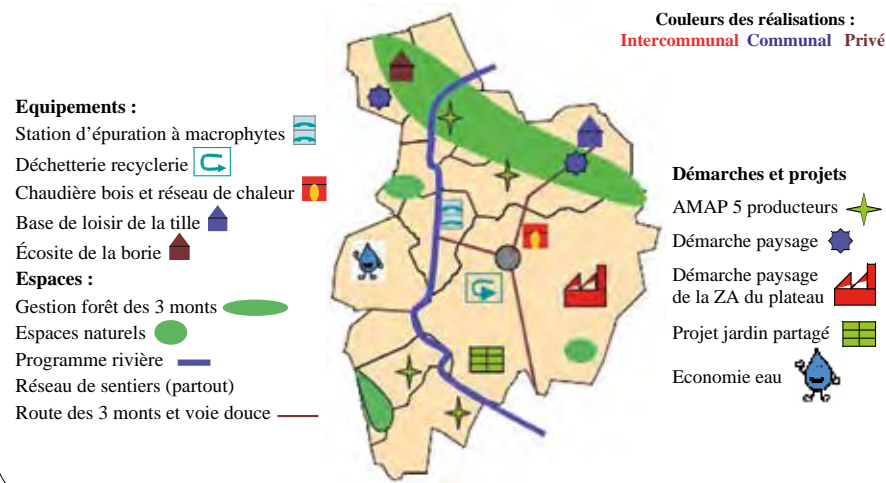 Couleurs des réalisations :
Intercommunal Communal Privé
Equipements :
Station d'épuration à macrophytes
Déchetterie recyclerie
Chaudière bois et réseau de chaleur
Base de loisir de la tille
Écosite de la borie
Espaces :
Gestion forêt des 3 monts
Espaces naturels
Programme rivière
Réseau de sentiers (partout)
Route des 3 monts et voie douce
Démarches et projets
AMAP 5 producteurs
Démarche paysage
Démarche paysage
de la ZA du plateau
Projet jardin partagé
Economie eau